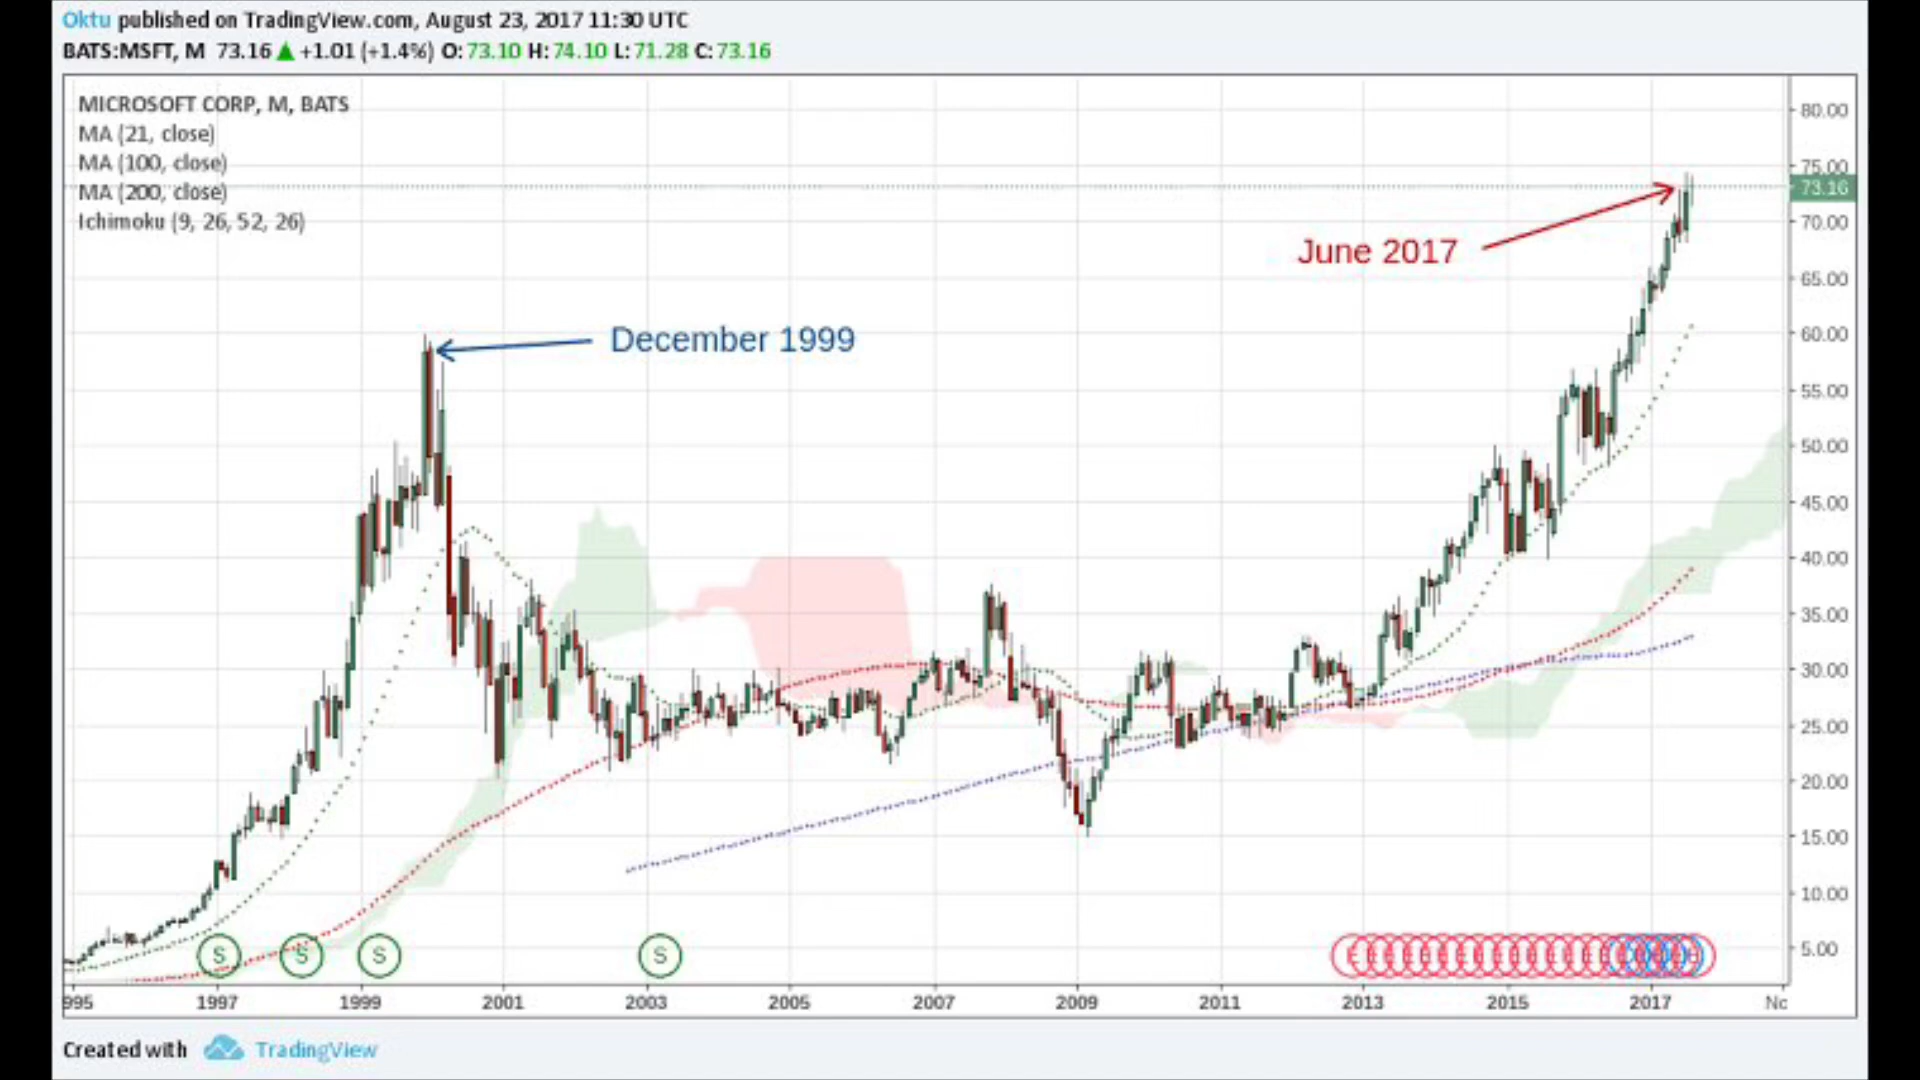 Oktu published on TradingView.com, August 23, 2017 11:30 UTC
BATS:MSFT, M 73.16 ▲ +1.01 (+1.4%) O:73.10 H:74.10 L:71.28 C:73.16
MICROSOFT CORP, M, BATS
MA (21, close)
MA (100, close)
MA (200, close)
Ichimoku (9, 26, 52, 26)
80.00
75.00
73.16
70.00
June 2017
65.00
December 1999
60.00
55.00
50.00
45.00
40.00
35.00
30.00
25.00
20.00
15.00
10.00
5.00
S S S S
995 1997 1999 2001 2003 2005 2007 2009 2011 2013 2015 2017 Nc
Created with TradingView